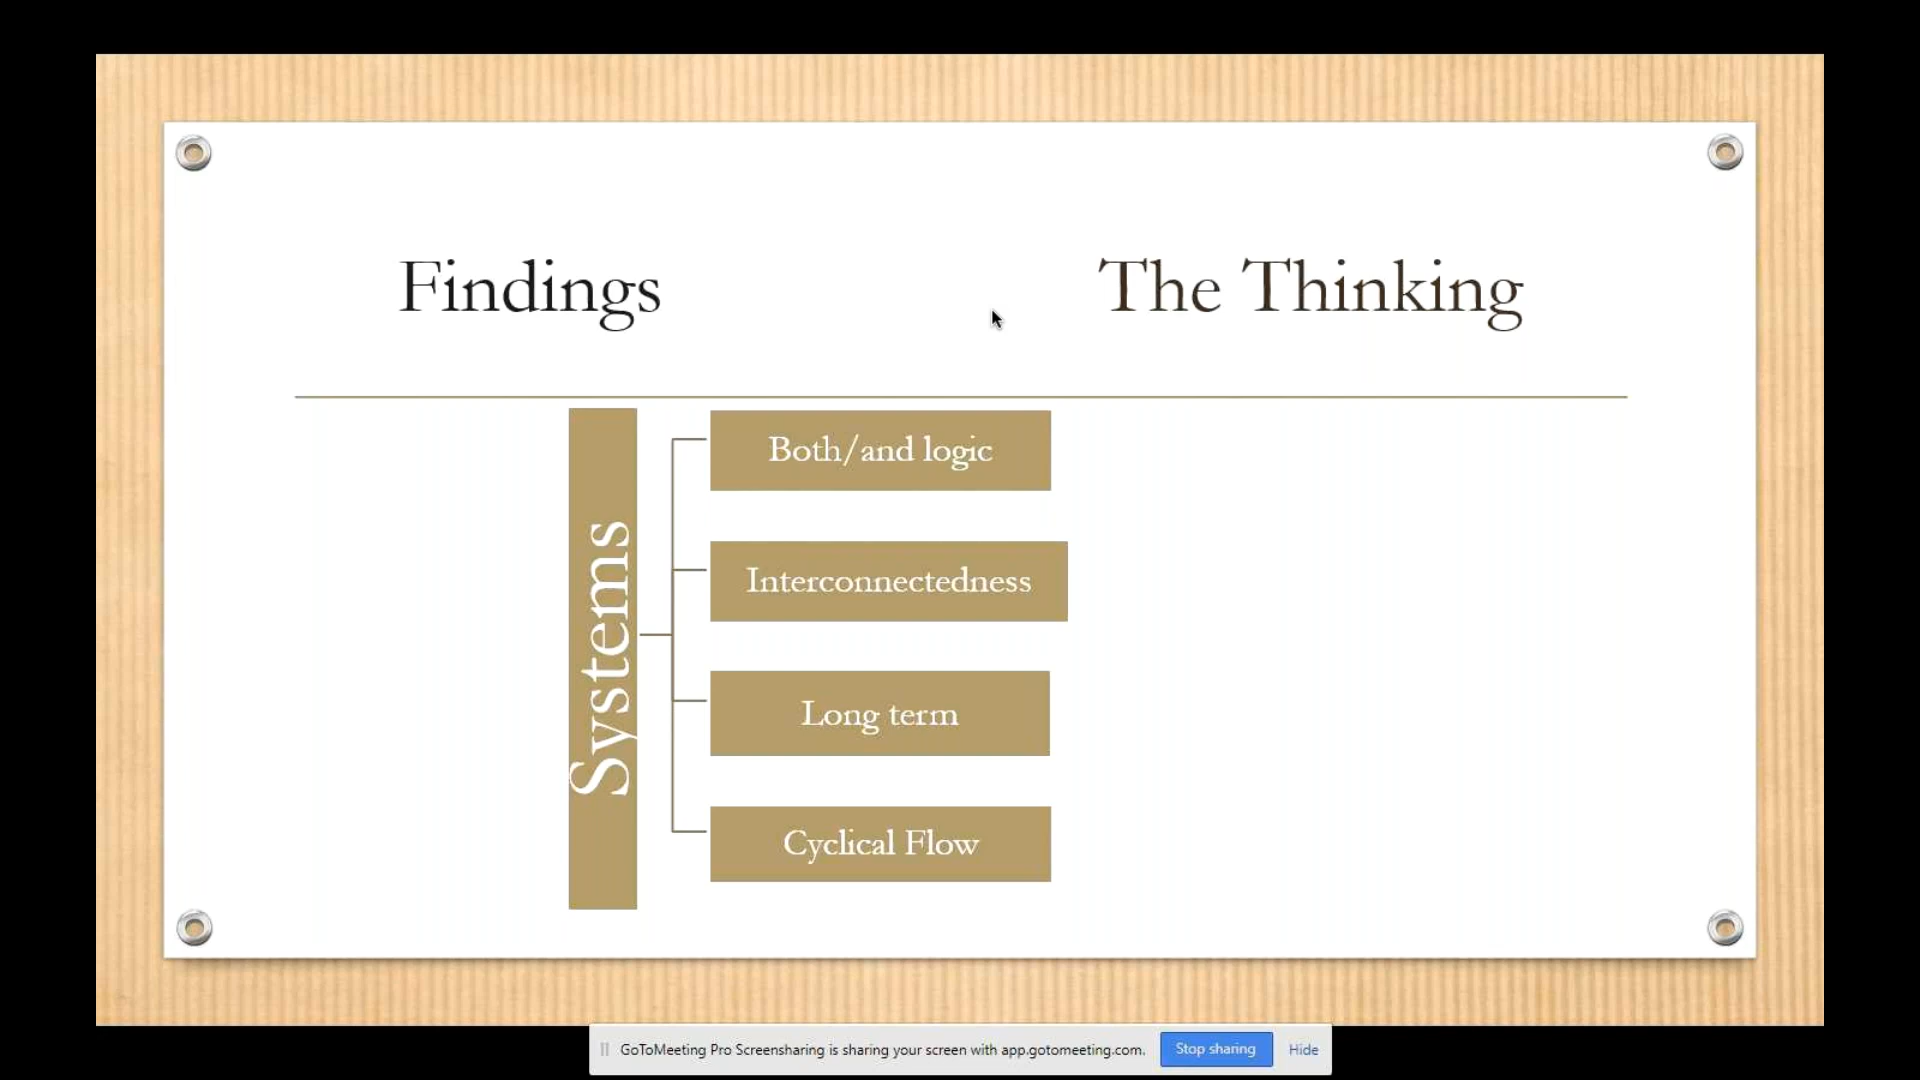 Findings
The Thinking
Systems
Both/and logic
Interconnectedness
Long term
Cyclical Flow
GoToMeeting Pro Screensharing is sharing your screen with app.gotomeeting.com.
Stop sharing
Hide